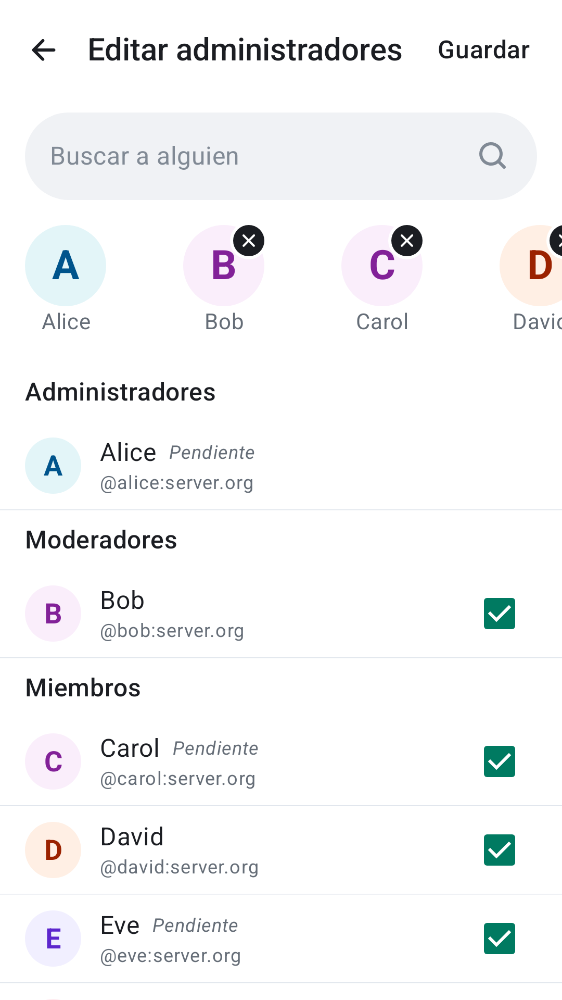 Editar administradores Guardar
Buscar a alguien
A B C D
Alice Bob Carol
Administradores
A Alice Pendiente
@alice:server.org
Moderadores
B Bob
@bob:server.org
Miembros
C Carol Pendiente
@carol:server.org
D David
@david:server.org
E Eve Pendiente
@eve:server.org